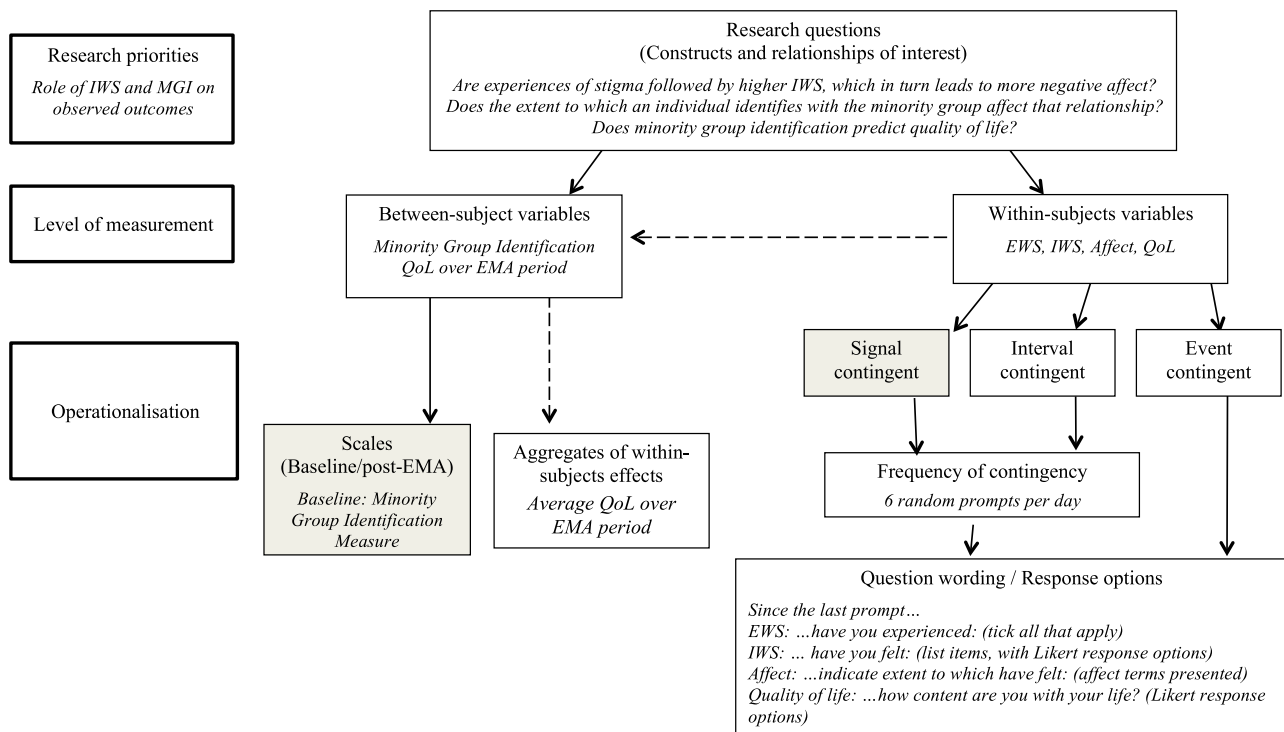 Research priorities
Role of IWS and MGI on
observed outcomes
Research questions
(Constructs and relationships of interest)
Are experiences of stigma followed by higher IWS, which in turn leads to more negative affect?
Does the extent to which an individual identifies with the minority group affect that relationship?
Does minority group identification predict quality of life?
Level of measurement
Between-subject variables
Minority Group Identification
QoL over EMA period
Within-subjects variables
EWS, IWS, Affect, QoL
Operationalisation
Signal
contingent
Interval
contingent
Event
contingent
Scales
(Baseline/post-EMA)
Baseline: Minority
Group Identification
Measure
Aggregates of within-
subjects effects
Average QoL over
EMA period
Frequency of contingency
6 random prompts per day
Question wording / Response options
Since the last prompt…
EWS: …have you experienced: (tick all that apply)
IWS: … have you felt: (list items, with Likert response options)
Affect: …indicate extent to which have felt: (affect terms presented)
Quality of life: …how content are you with your life? (Likert response
options)